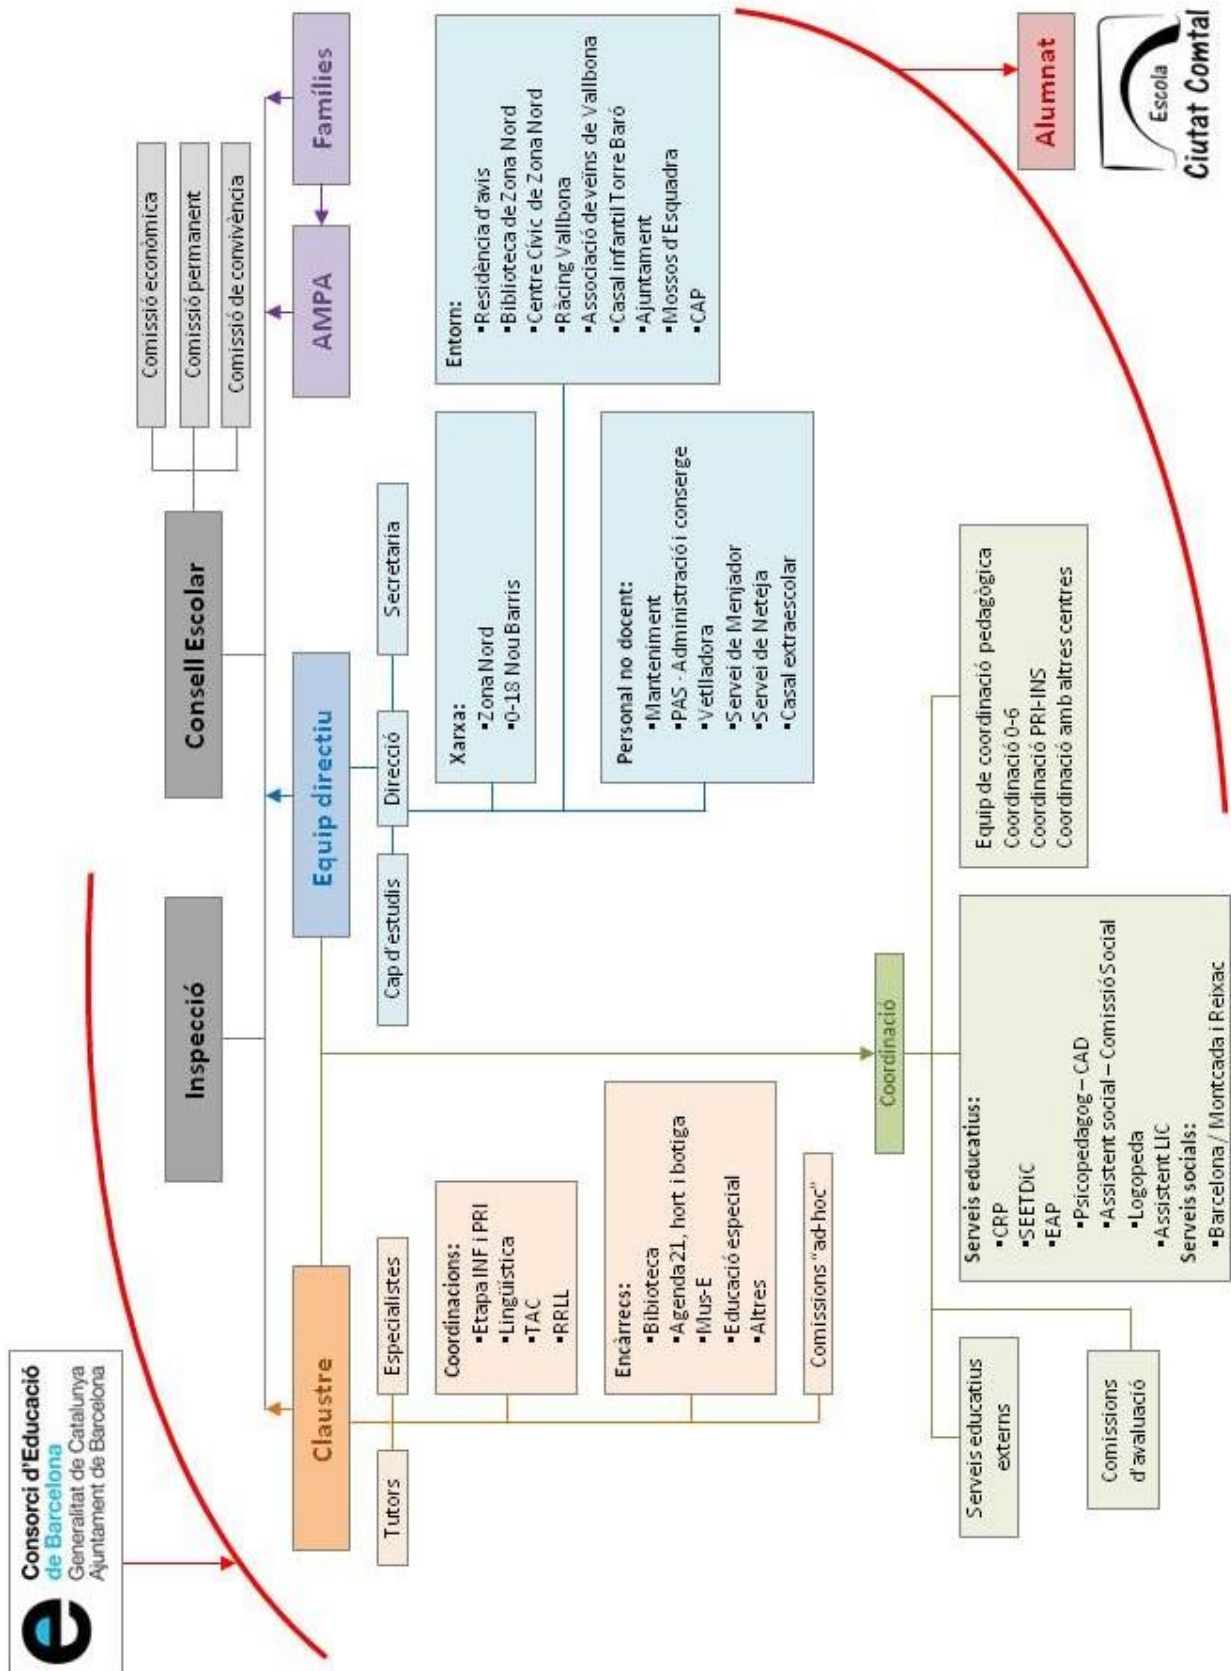 Consorci d'Educació
de Barcelona
Generalitat de Catalunya
Ajuntament de Barcelona
Inspecció
Consell Escolar
Comissió econòmica
Comissió permanent
Comissió de convivència
Claustre
Equip directiu
AMPA
Famílies
Tutors
Especialistes
Cap d'estudis
Direcció
Secretaria
Coordinacions:
▪Etapa INF i PRI
▪Lingüística
▪TAC
▪RRLL
Encàrrecs:
▪Biblioteca
▪Agenda 21, hort i botiga
▪Mus-E
▪Educació especial
▪Altres
Comissions "ad-hoc"
Xarxa:
▪Zona Nord
▪0-18 Nou Barris
Personal no docent:
▪Manteniment
▪PAS - Administració i conserge
▪Vetlladora
▪Servei de Menjador
▪Servei de Neteja
▪Casal extraescolar
Entorn:
▪Residència d'avis
▪Biblioteca de Zona Nord
▪Centre Cívic de Zona Nord
▪Ràcing Vallbona
▪Associació de veïns de Vallbona
▪Casal infantil Torre Baró
▪Ajuntament
▪Mossos d'Esquadra
▪CAP
Coordinació
Serveis educatius
externs
Comissions
d'avaluació
Serveis educatius:
▪CRP
▪SEETDiC
▪EAP
▪Psicopedagog – CAD
▪Assistent social – Comissió Social
▪Logopeda
▪Assistent LIC
Serveis socials:
▪Barcelona / Montcada i Reixac
Equip de coordinació pedagògica
Coordinació 0-6
Coordinació PRI-INS
Coordinació amb altres centres
Alumnat
Escola
Ciutat Comtal